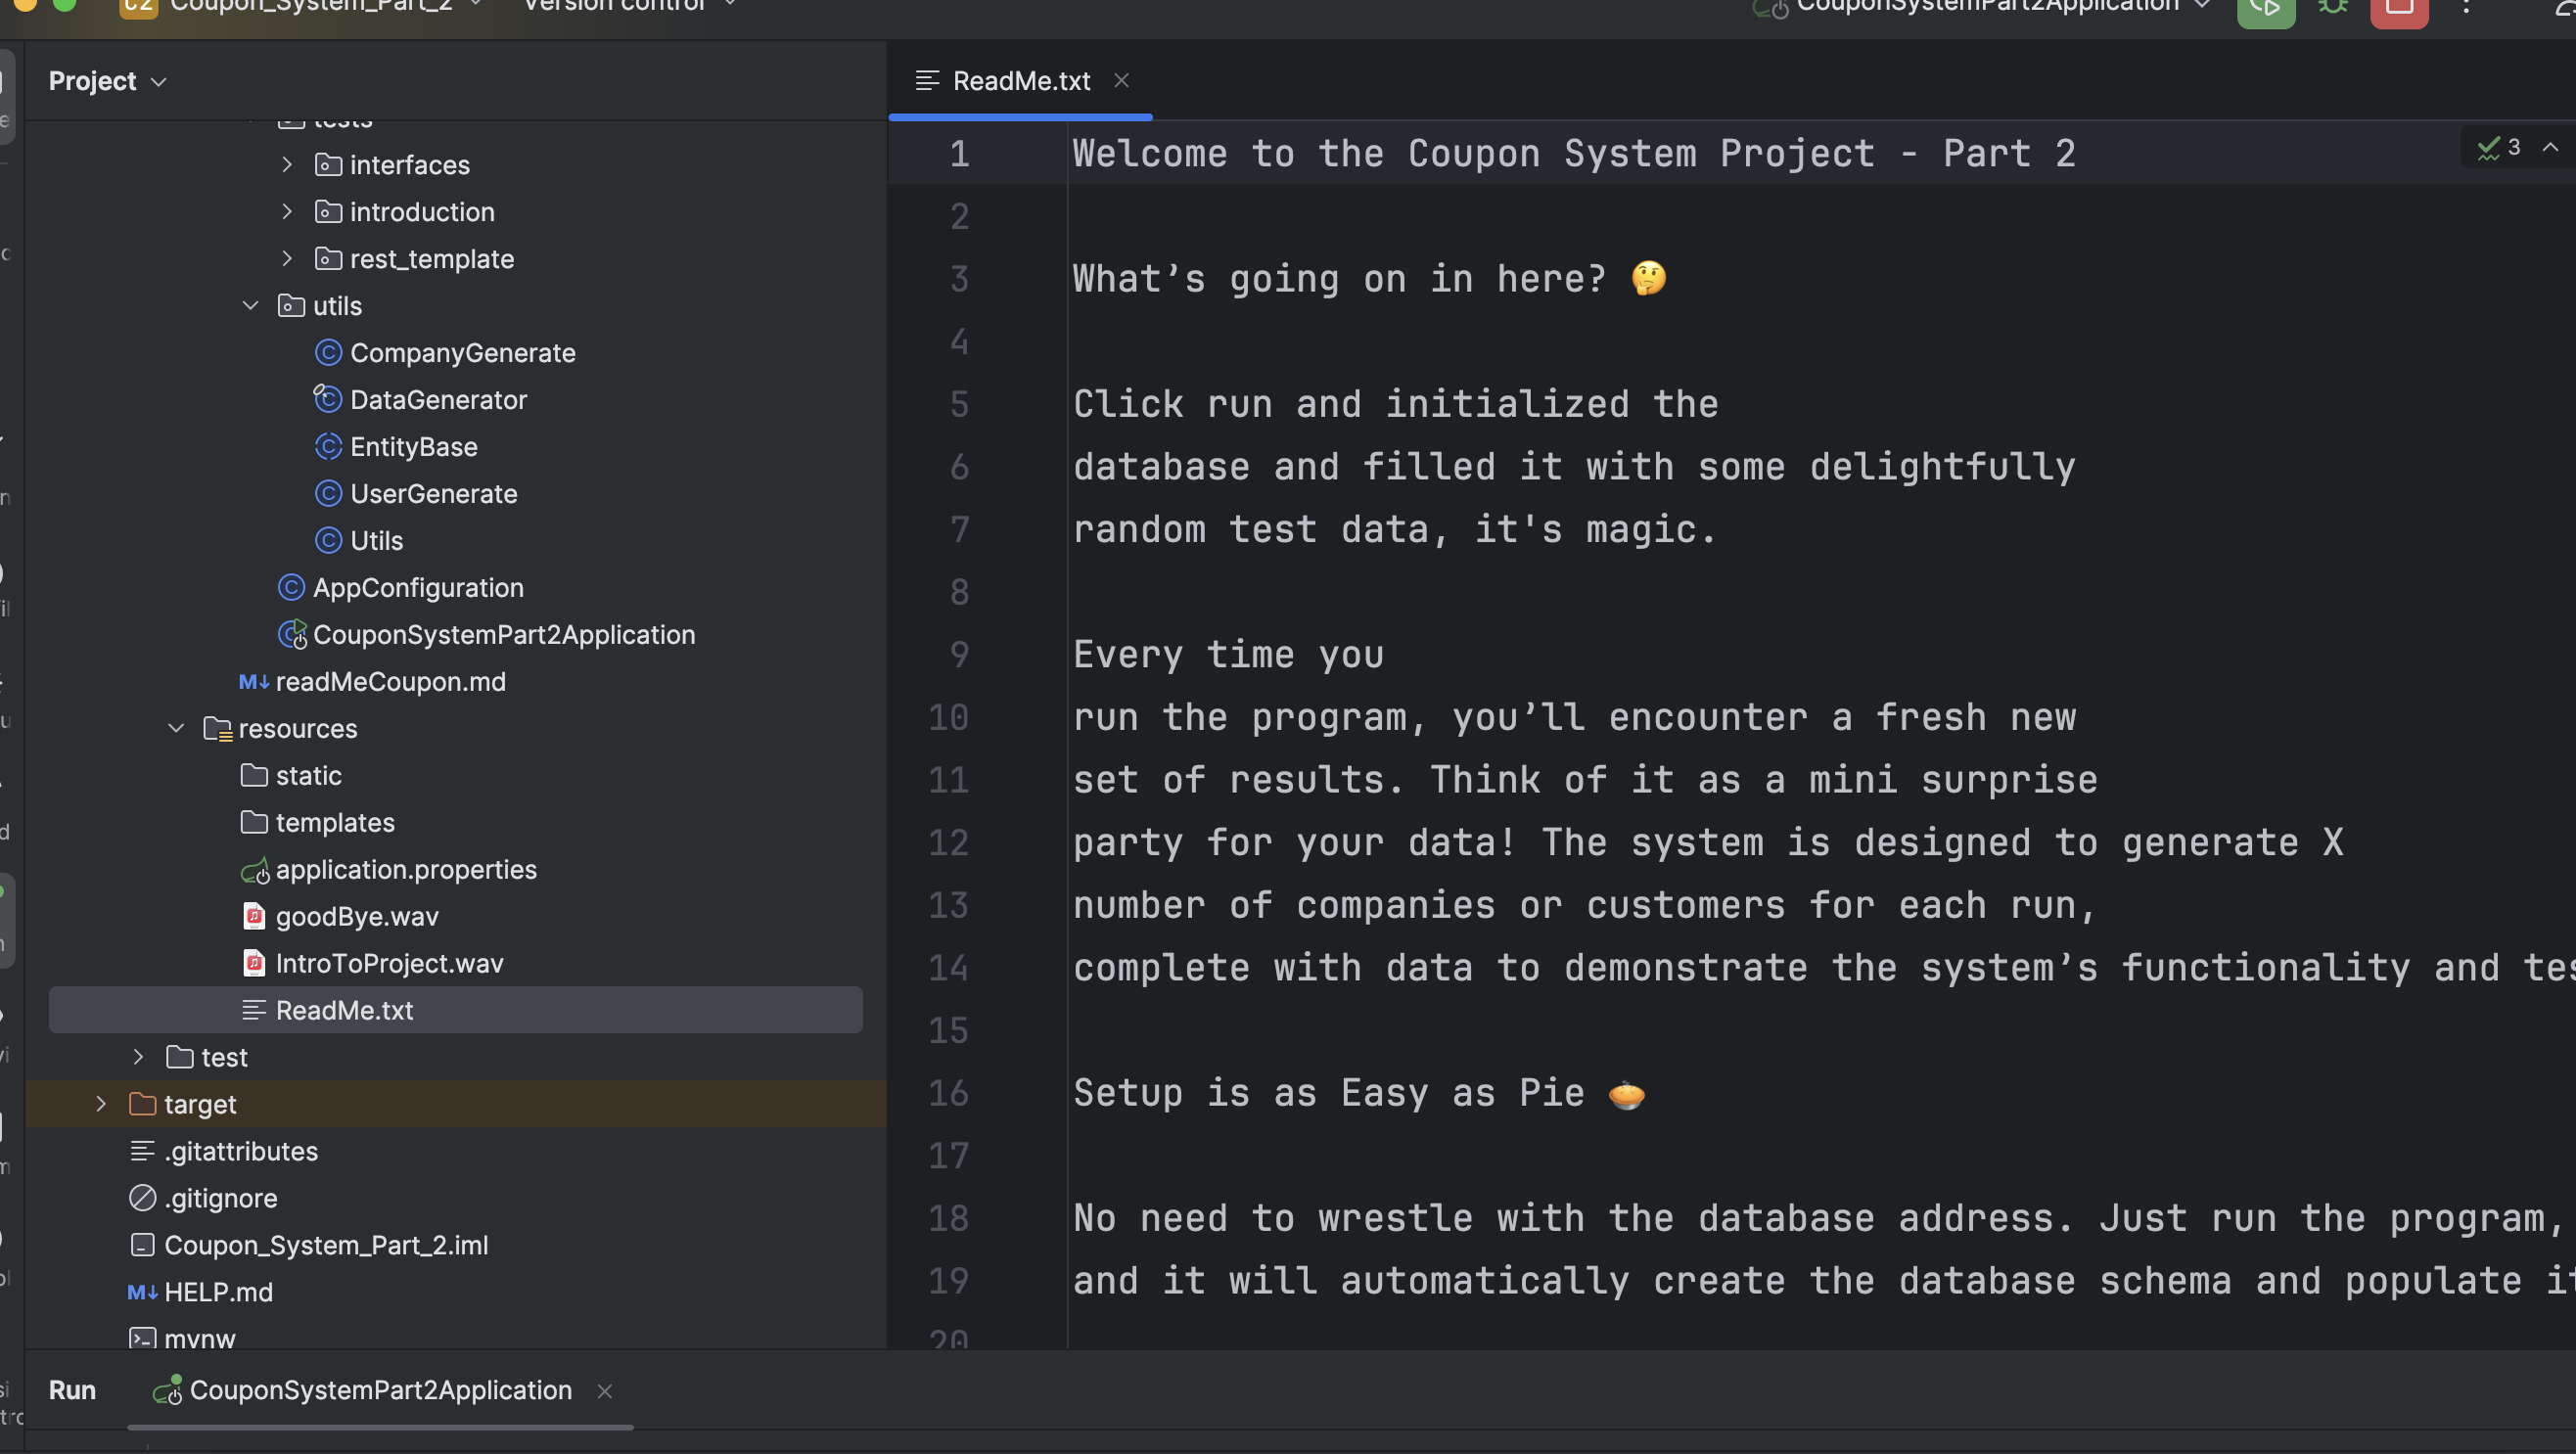 C2 Coupon_System_Part_2 Version control CouponSystemPart2Application
Project
ReadMe.txt
tests
interfaces
introduction
rest_template
utils
CompanyGenerate
DataGenerator
EntityBase
UserGenerate
Utils
AppConfiguration
CouponSystemPart2Application
readMeCoupon.md
resources
static
templates
application.properties
goodBye.wav
IntroToProject.wav
ReadMe.txt
test
target
.gitattributes
.gitignore
Coupon_System_Part_2.iml
HELP.md
mvnw
3
1 Welcome to the Coupon System Project - Part 2
2
3 What’s going on in here? 🤔
4
5 Click run and initialized the
6 database and filled it with some delightfully
7 random test data, it's magic.
8
9 Every time you
10 run the program, you’ll encounter a fresh new
11 set of results. Think of it as a mini surprise
12 party for your data! The system is designed to generate X
13 number of companies or customers for each run,
14 complete with data to demonstrate the system’s functionality and
15
16 Setup is as Easy as Pie 🥧
17
18 No need to wrestle with the database address. Just run the program,
19 and it will automatically create the database schema and populate
20
Run CouponSystemPart2Application